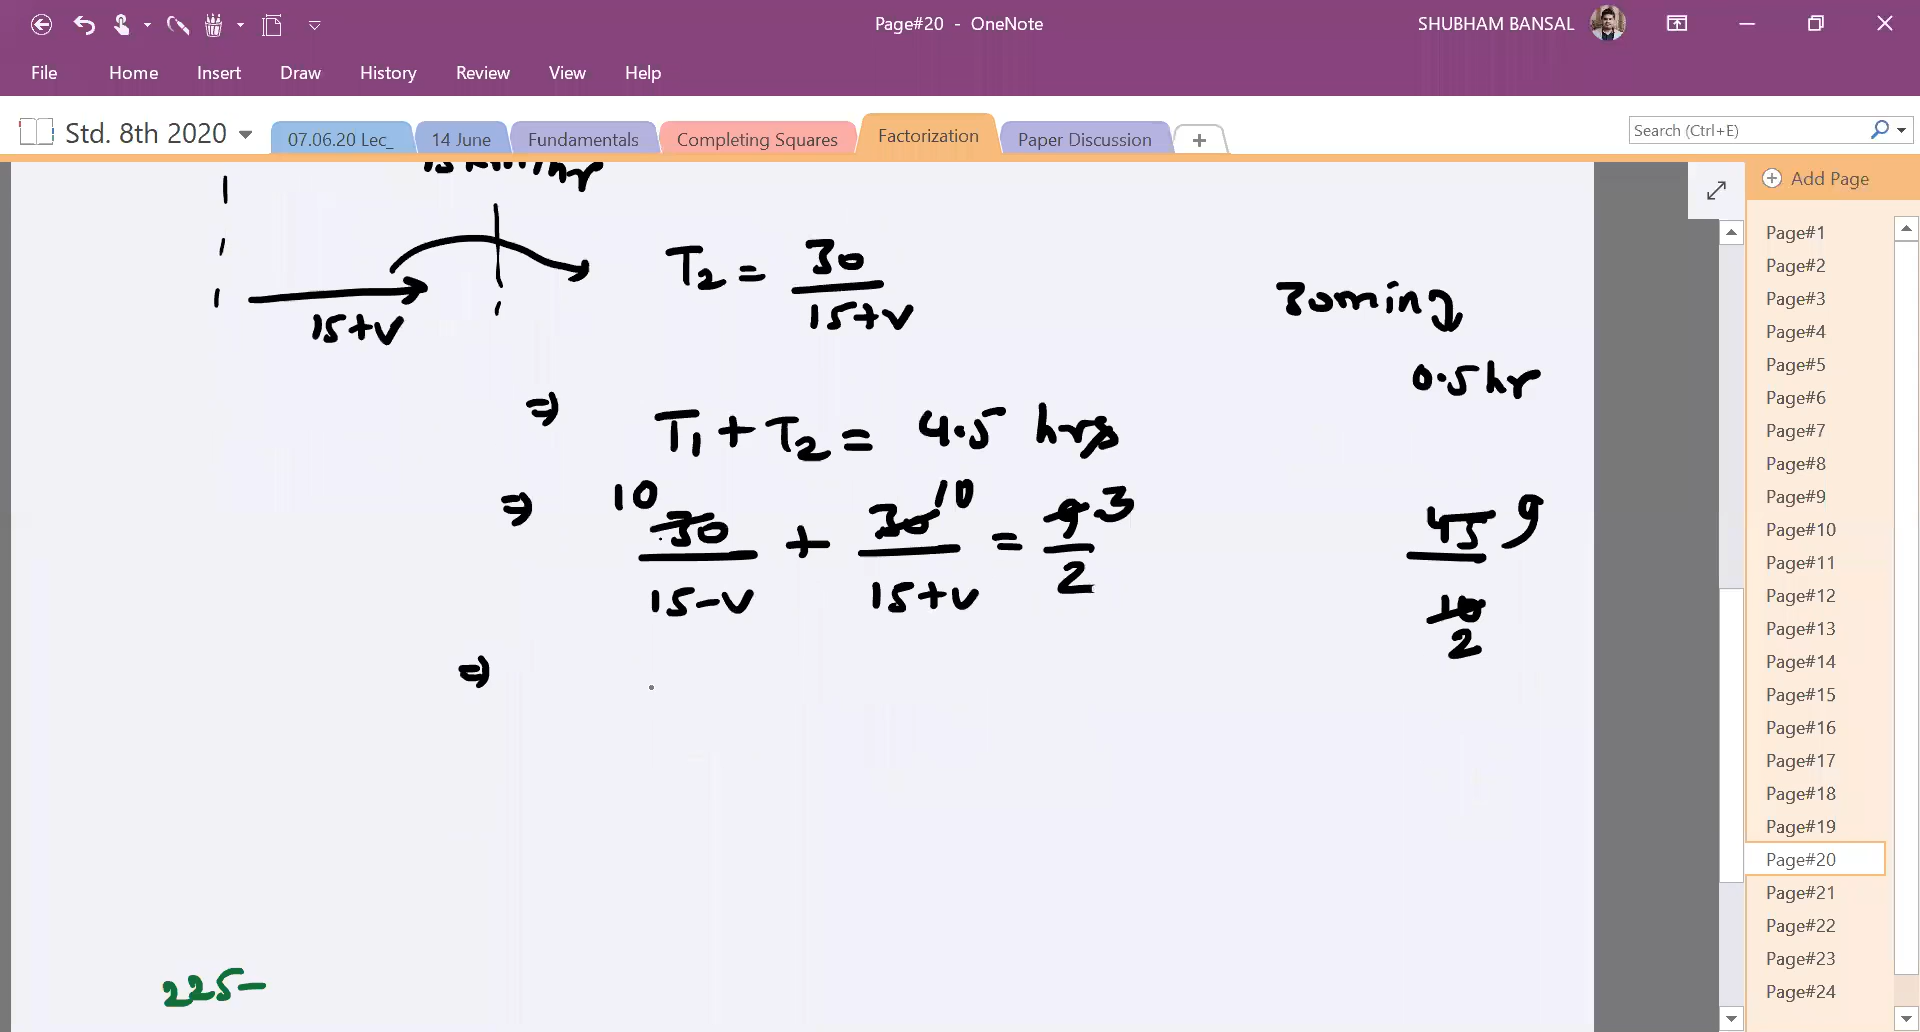 Page#20 - OneNote
SHUBHAM BANSAL
File Home Insert Draw History Review View Help
Std. 8th 2020
07.06.20 Lec_
14 June
Fundamentals
Completing Squares
Factorization
Paper Discussion
+
Search (Ctrl+E)
15 km/hr
15+v
T2 = 30/15+v
30 min
0.5 hr
⇒ T1 + T2 = 4.5 hrs
10 10 3
⇒ 30/15-v + 30/15+v = 9/2
45 9
10
2
⇒
225-
Add Page
Page#1
Page#2
Page#3
Page#4
Page#5
Page#6
Page#7
Page#8
Page#9
Page#10
Page#11
Page#12
Page#13
Page#14
Page#15
Page#16
Page#17
Page#18
Page#19
Page#20
Page#21
Page#22
Page#23
Page#24